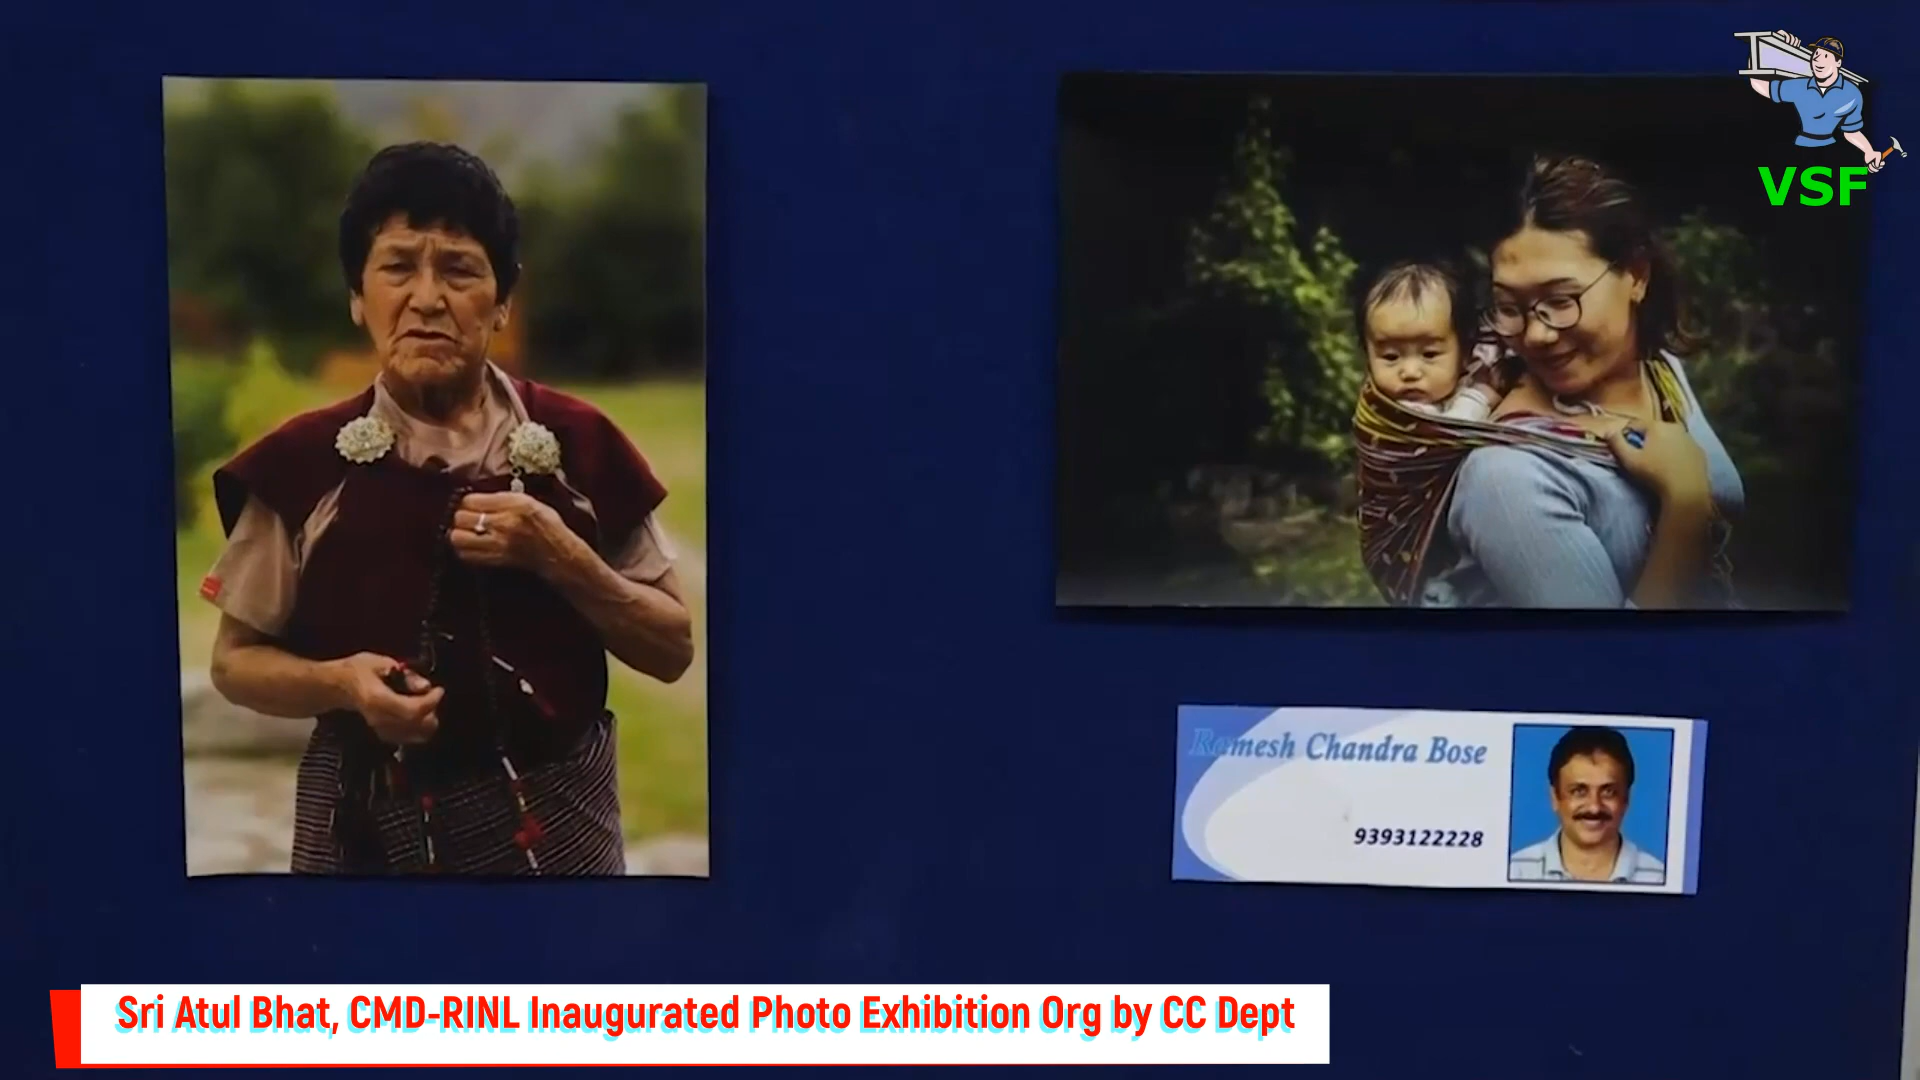 VSF
Ramesh Chandra Bose
9393122228
Sri Atul Bhat, CMD-RINL Inaugurated Photo Exhibition Org by CC Dept